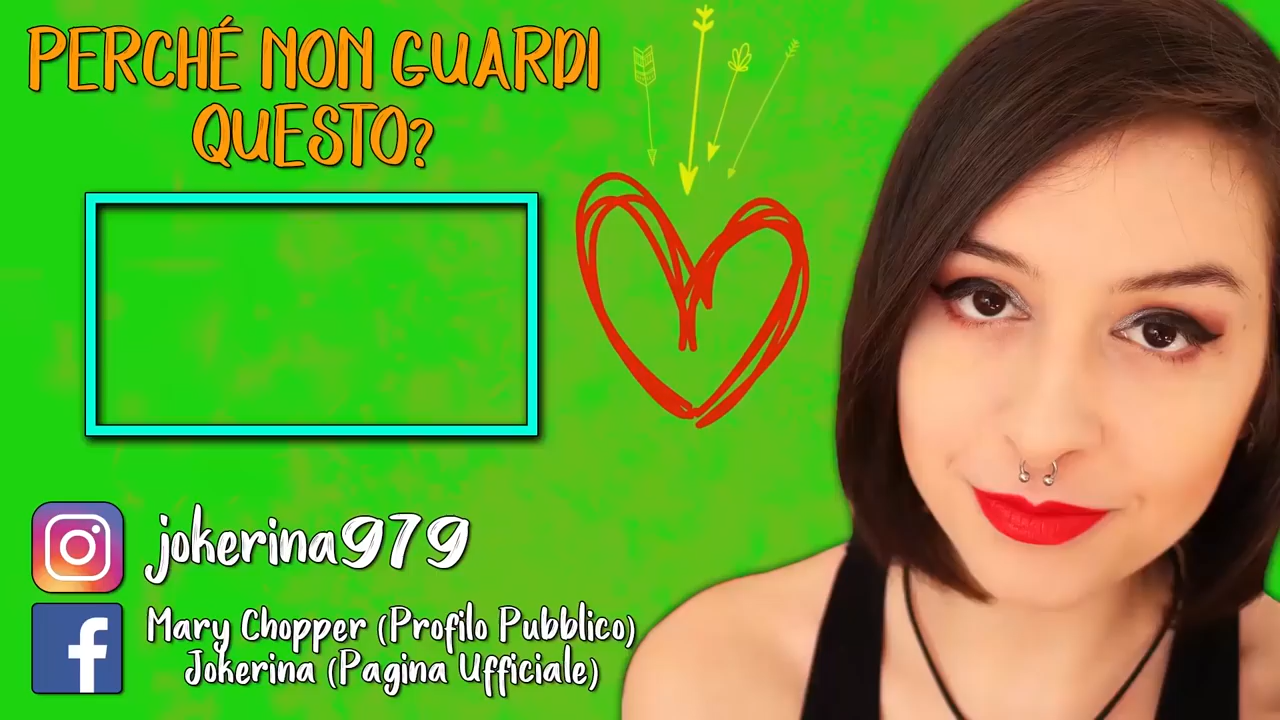 PERCHÉ NON GUARDI
QUESTO?
jokerina979
Mary Chopper (Profilo Pubblico)
Jokerina (Pagina Ufficiale)